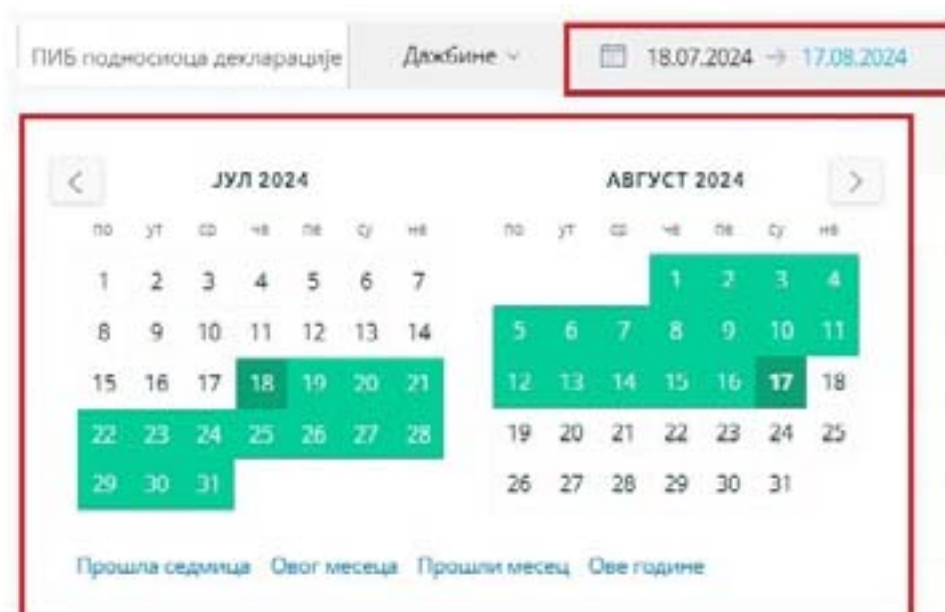 ПИБ подносиоца декларације Дажбине 18.07.2024 → 17.08.2024
ЈУЛ 2024 АВГУСТ 2024
по ут ср че пе су не по ут ср че пе су не
1 2 3 4 5 6 7 1 2 3 4
8 9 10 11 12 13 14 5 6 7 8 9 10 11
15 16 17 18 19 20 21 12 13 14 15 16 17 18
22 23 24 25 26 27 28 19 20 21 22 23 24 25
29 30 31 26 27 28 29 30 31
Прошла седмица Овог месеца Прошли месец Ове године